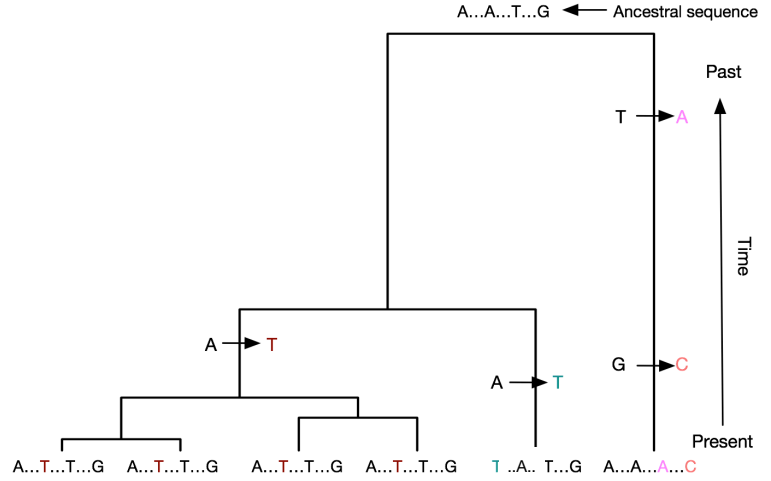 A...A...T...G
Ancestral sequence
Past
T
A
Time
A
T
G
C
A
T
Present
A...T...T...G
A...T...T...G
A...T...T...G
A...T...T...G
T ..A.. T...G
A...A...A...C